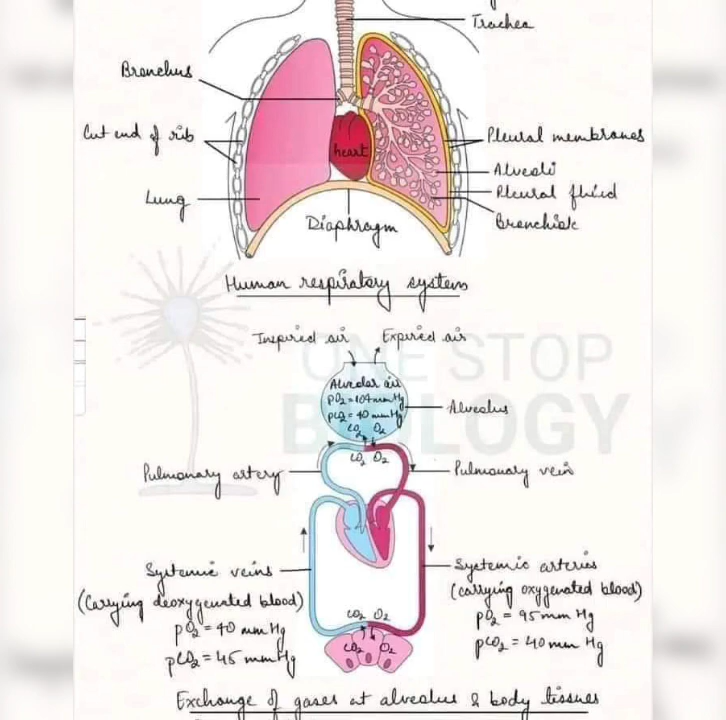 Trachea
Bronchus
Cut end of rib
heart
Pleural membranes
Alveoli
Pleural fluid
Lung
Bronchiole
Diaphragm
Human respiratory system
Inspired air
Expired air
ONE STOP
BIOLOGY
Alveolar air
pO2 = 104 mm Hg
pCO2 = 40 mm Hg
CO2 O2
Alveolus
CO2 O2
Pulmonary artery
Pulmonary vein
Systemic veins
(Carrying deoxygenated blood)
pO2 = 40 mm Hg
pCO2 = 45 mm Hg
Systemic arteries
(carrying oxygenated blood)
pO2 = 95 mm Hg
pCO2 = 40 mm Hg
CO2 O2
CO2 O2
Exchange of gases at alveolus & body tissues